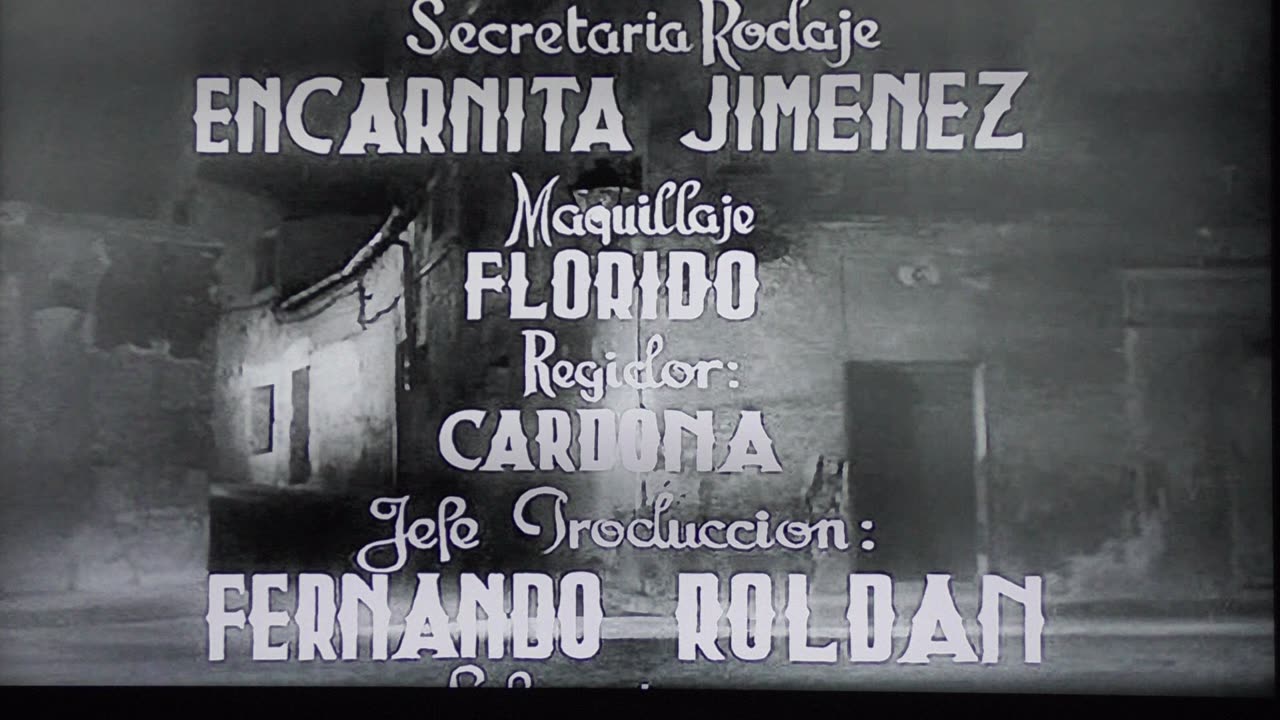 Secretaria Rodaje
ENCARNITA JIMENEZ
Maquillaje
FLORIDO
Regidor:
CARDONA
Jefe Produccion:
FERNANDO ROLDAN